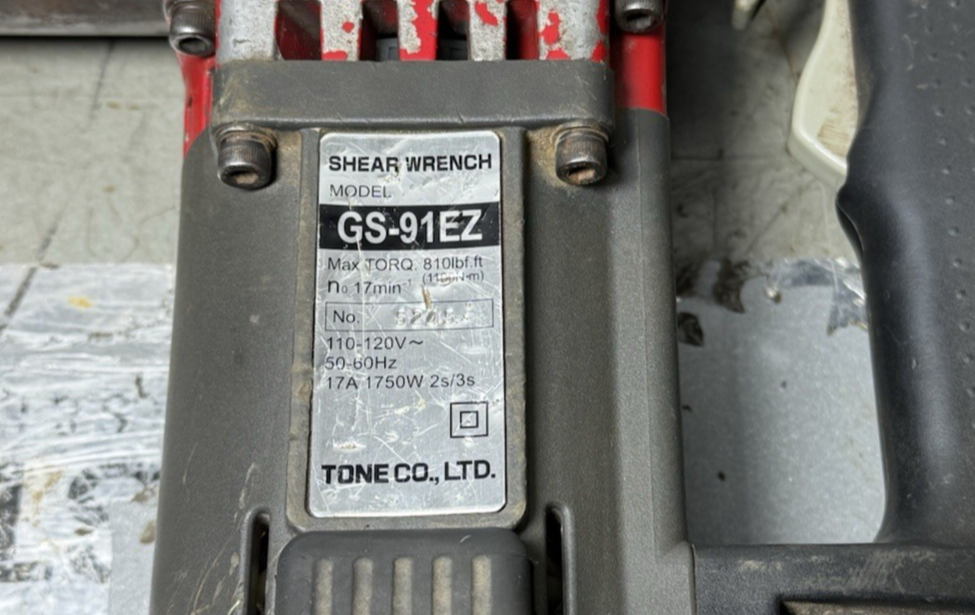 SHEAR WRENCH
MODEL
GS-91EZ
Max TORQ. 810lbf.ft
(1100N-m)
n₀ 17min⁻¹
No.
110-120V~
50-60Hz
17A 1750W 2s/3s
TONE CO., LTD.